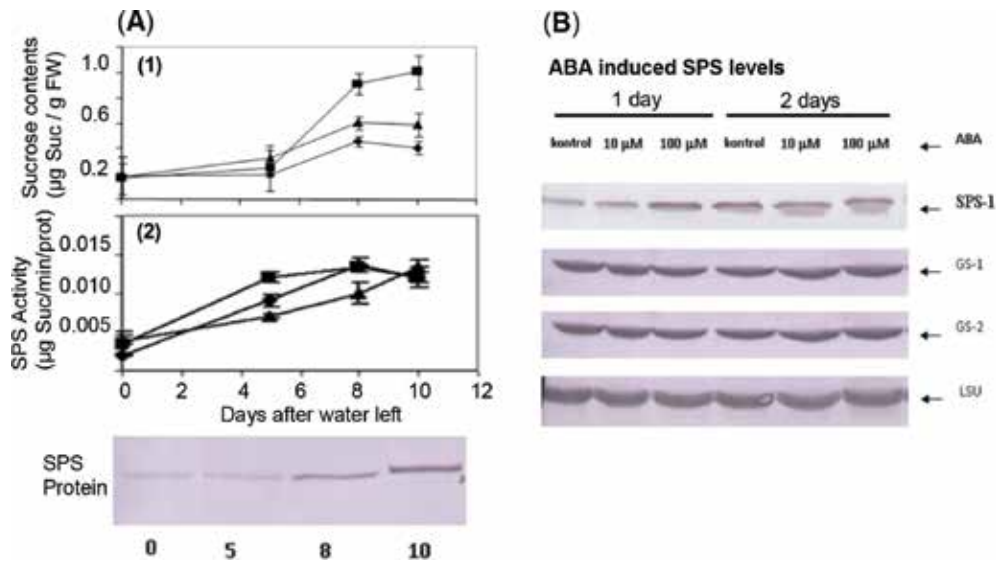 (A)
(1)
Sucrose contents
(µg Suc / g FW)
1.0
0.6
0.2
(2)
SPS Activity
(µg Suc/min/prot)
0.015
0.010
0.005
0 2 4 6 8 10 12
Days after water left
SPS
Protein
0 5 8 10
(B)
ABA induced SPS levels
1 day 2 days
kontrol 10 µM 100 µM kontrol 10 µM 100 µM ABA
SPS-1
GS-1
GS-2
LSU